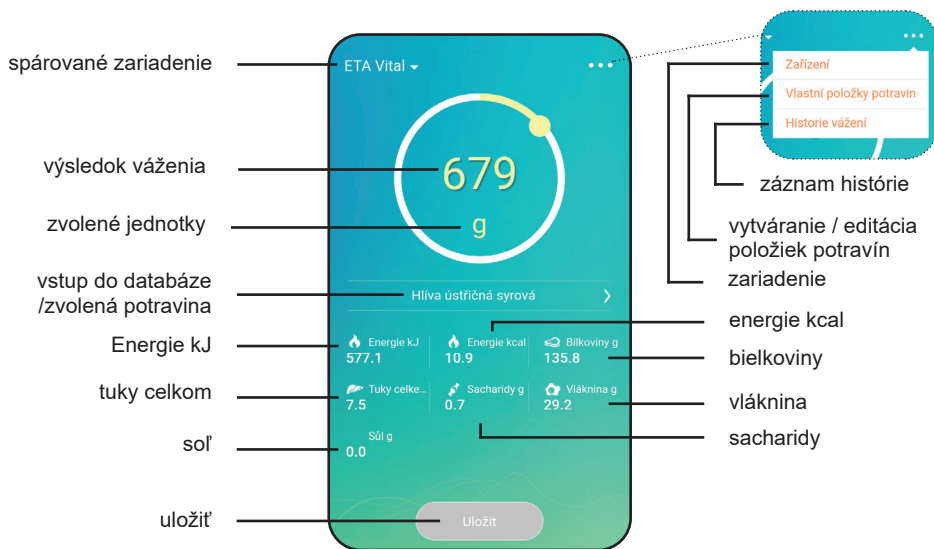 spárované zariadenie
výsledok váženia
zvolené jednotky
vstup do databáze
/zvolená potravina
Energie kJ
tuky celkom
soľ
uložiť
ETA Vital
679
g
Hlíva ústřičná syrová
Energie kJ
577.1
Energie kcal
10.9
Bílkoviny g
135.8
Tuky celke...
7.5
Sacharidy g
0.7
Vláknina g
29.2
Sůl g
0.0
Uložit
Zařízení
Vlastní položky potravin
Historie vážení
záznam histórie
vytváranie / editácia
položiek potravín
zariadenie
energie kcal
bielkoviny
vláknina
sacharidy